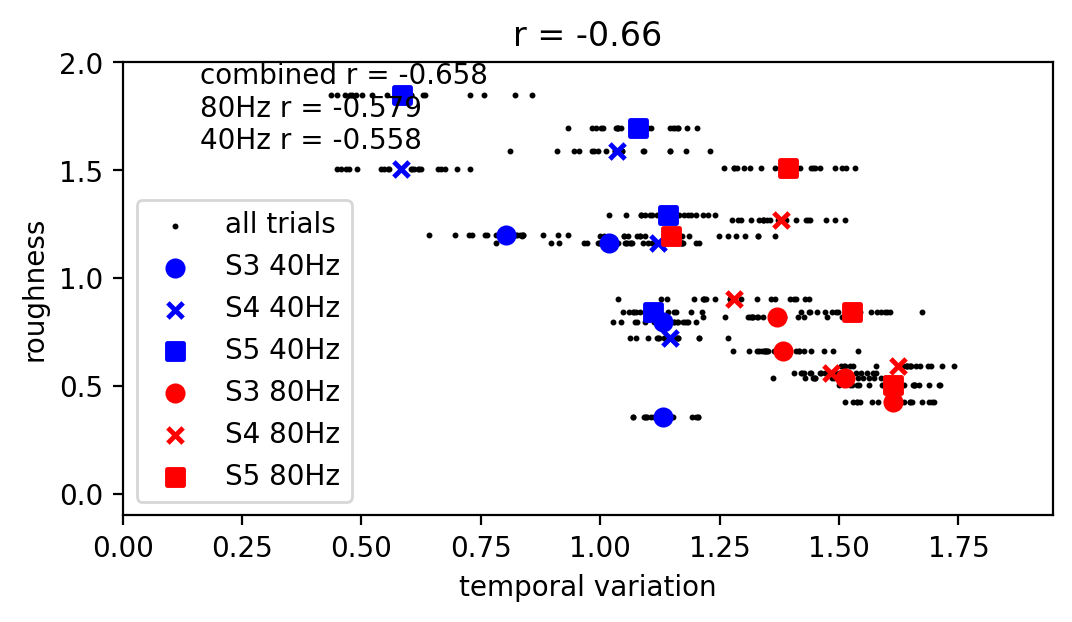 r = -0.66
combined r = -0.658
80Hz r = -0.579
40Hz r = -0.558
2.0
1.5
1.0
0.5
0.0
roughness
all trials
S3 40Hz
S4 40Hz
S5 40Hz
S3 80Hz
S4 80Hz
S5 80Hz
0.00 0.25 0.50 0.75 1.00 1.25 1.50 1.75
temporal variation